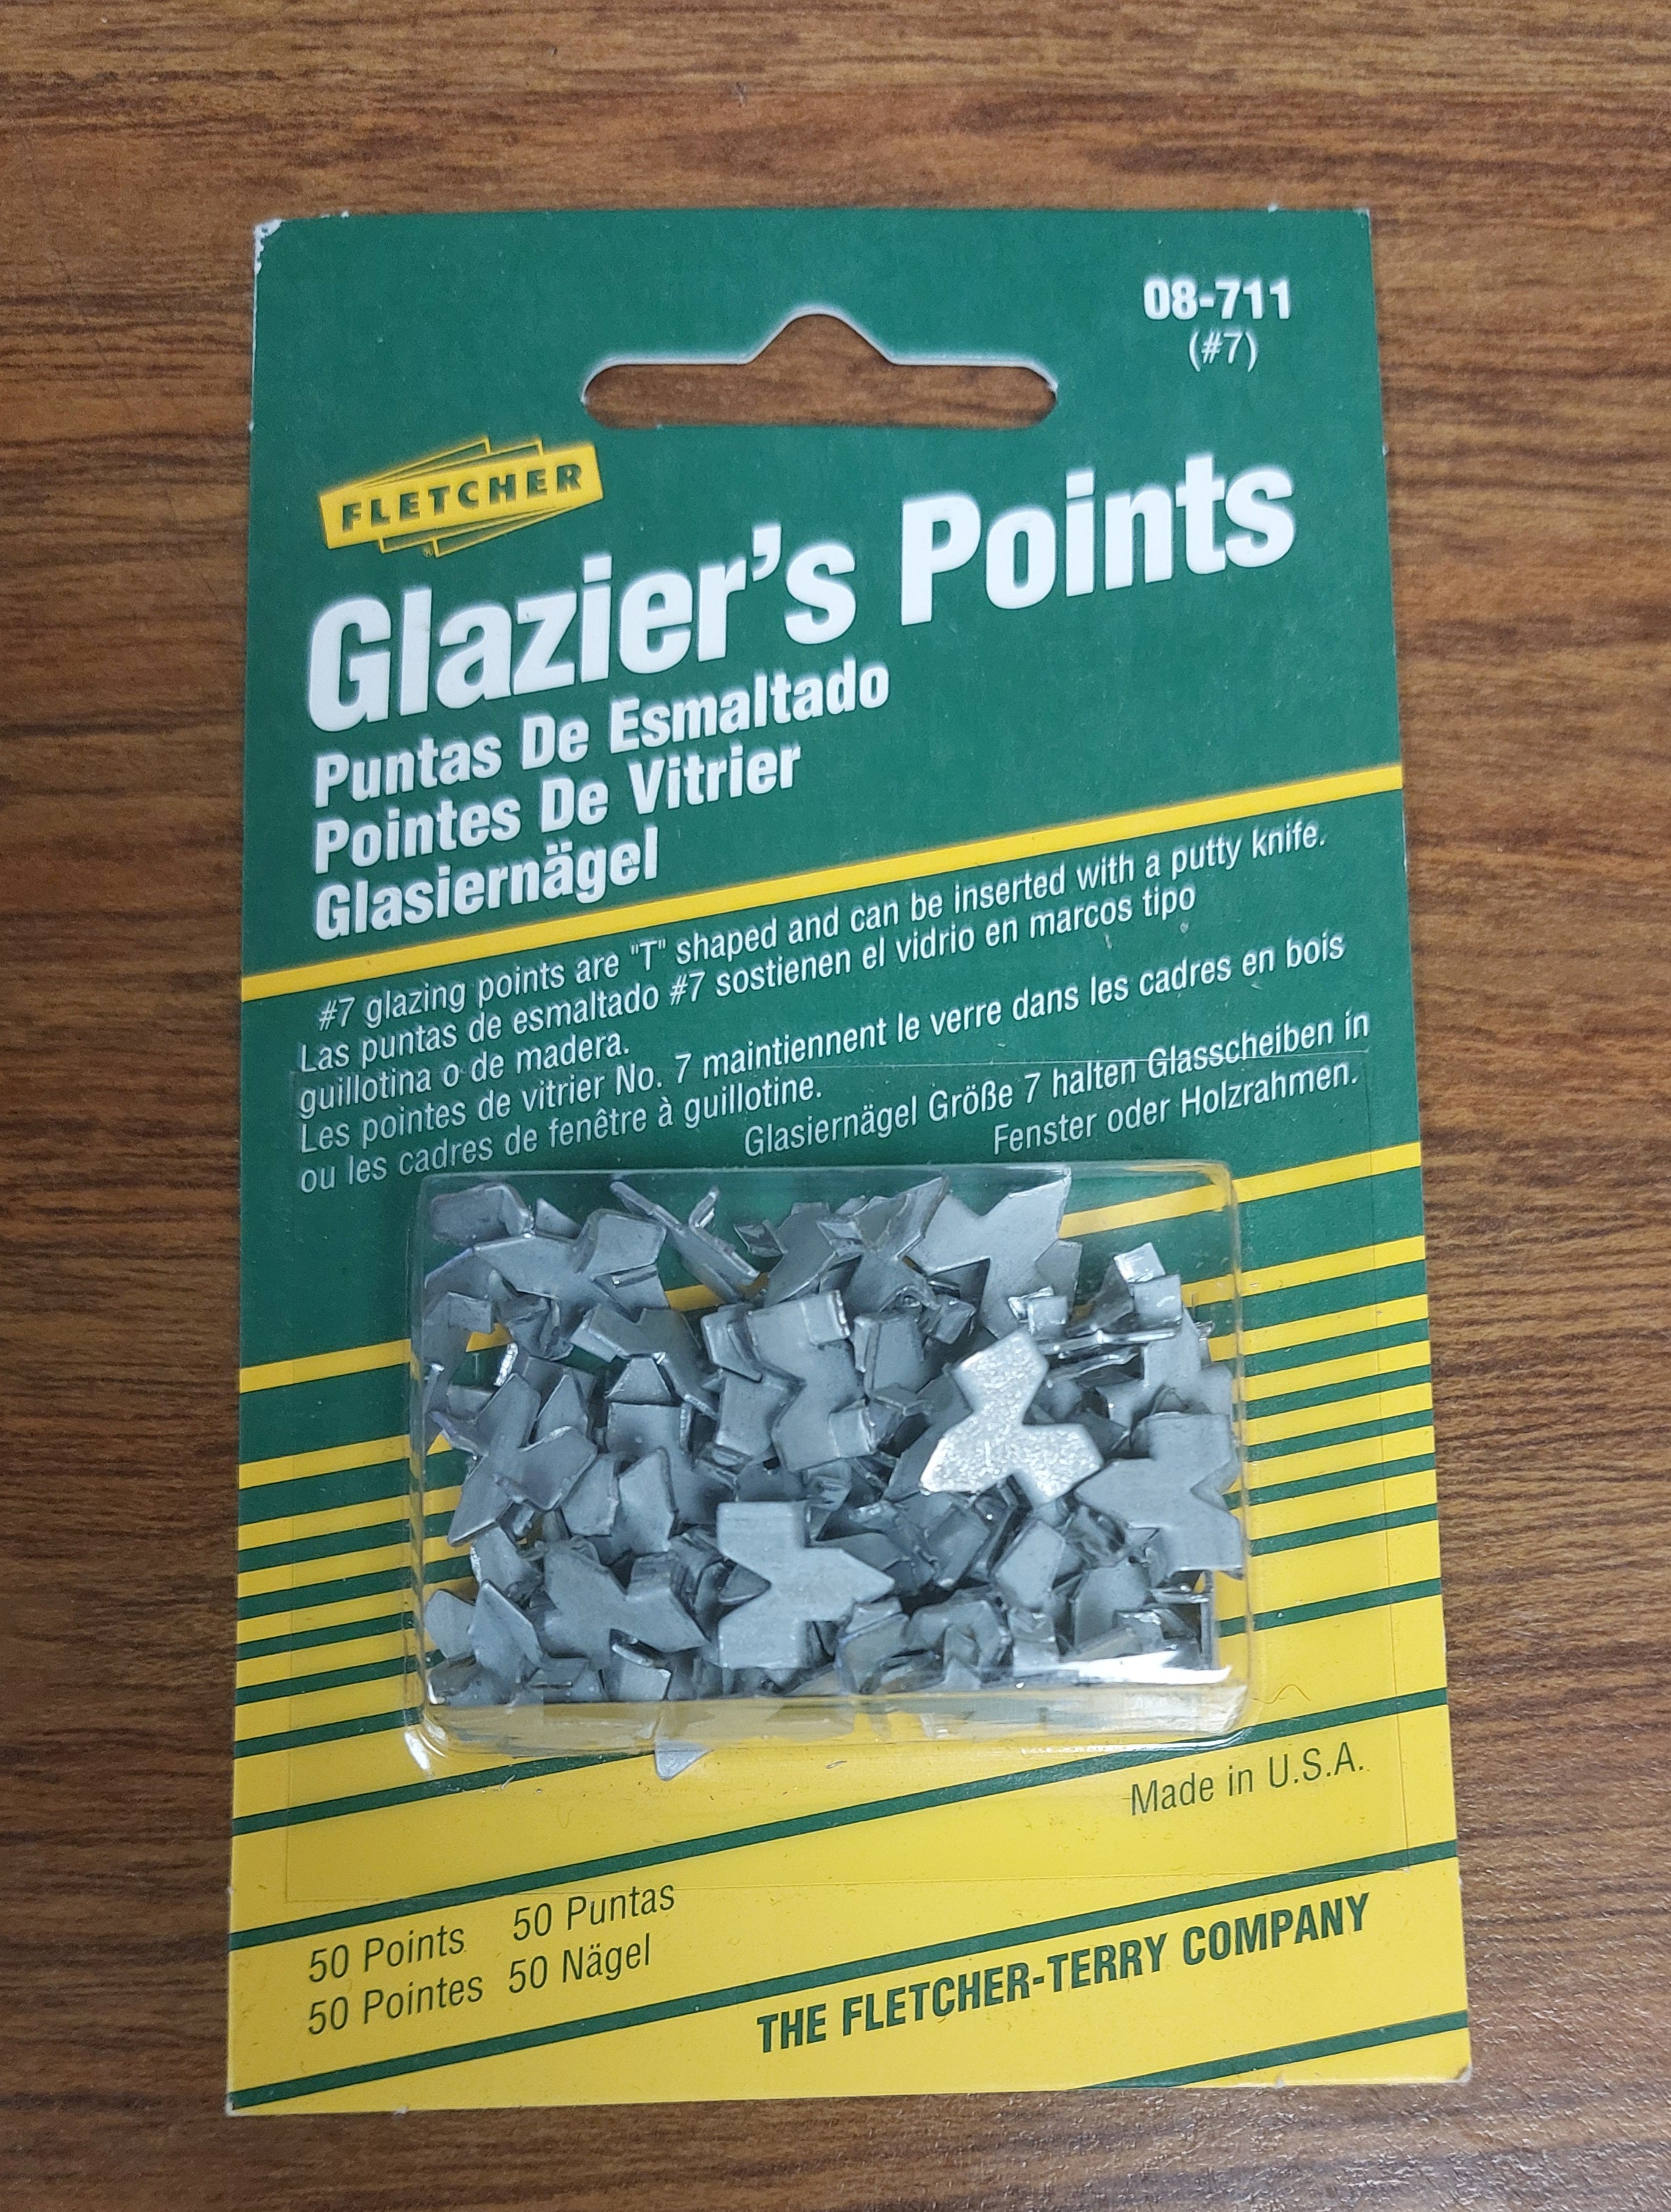 08-711
(#7)
FLETCHER
®
Glazier's Points
Puntas De Esmaltado
Pointes De Vitrier
Glasiernägel
#7 glazing points are "T" shaped and can be inserted with a putty knife.
Las puntas de esmaltado #7 sostienen el vidrio en marcos tipo
guillotina o de madera.
Les pointes de vitrier No. 7 maintiennent le verre dans les cadres en bois
ou les cadres de fenêtre à guillotine.
Glasiernägel Größe 7 halten Glasscheiben in
Fenster oder Holzrahmen.
Made in U.S.A.
50 Points 50 Puntas
50 Pointes 50 Nägel
THE FLETCHER-TERRY COMPANY